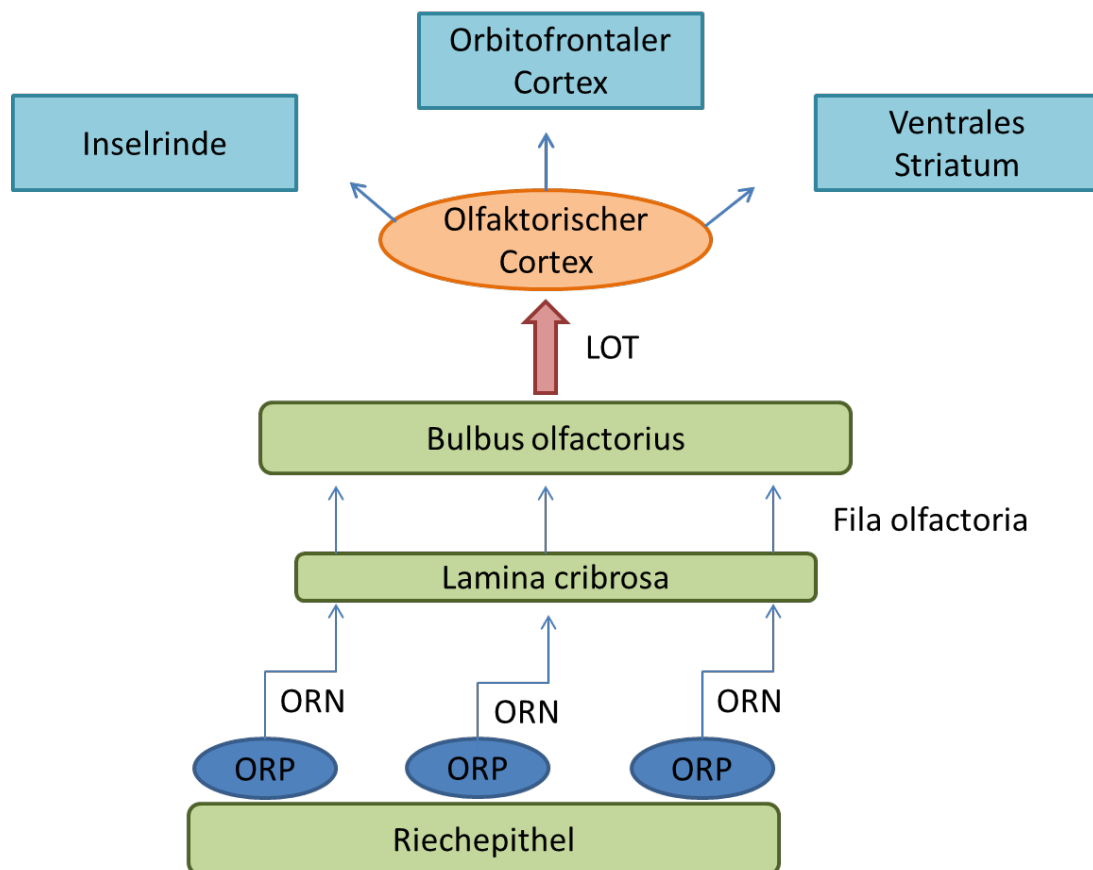 Orbitofrontaler
Cortex
Inselrinde
Ventrales
Striatum
Olfaktorischer
Cortex
LOT
Bulbus olfactorius
Fila olfactoria
Lamina cribrosa
ORN
ORN
ORN
ORP
ORP
ORP
Riechepithel